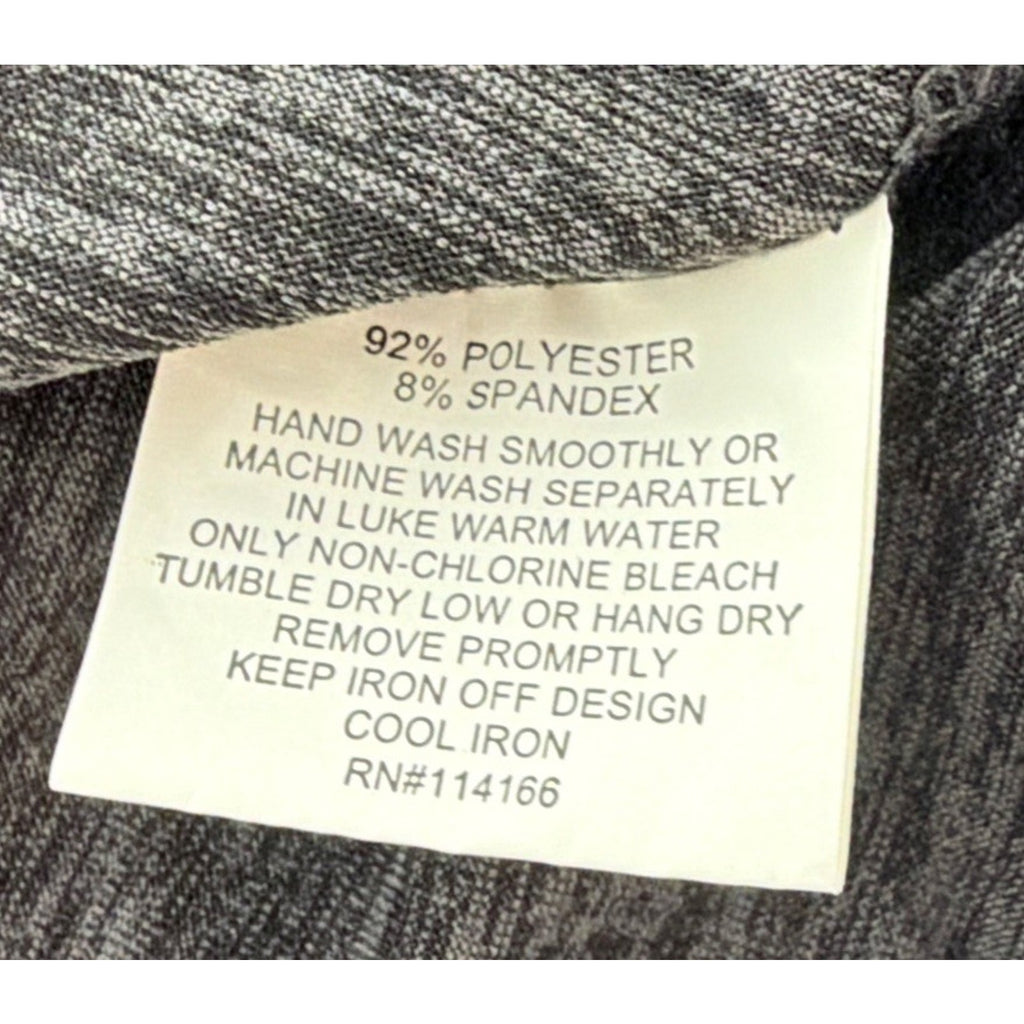 92% POLYESTER
8% SPANDEX
HAND WASH SMOOTHLY OR
MACHINE WASH SEPARATELY
IN LUKE WARM WATER
ONLY NON-CHLORINE BLEACH
TUMBLE DRY LOW OR HANG DRY
REMOVE PROMPTLY
KEEP IRON OFF DESIGN
COOL IRON
RN#114166